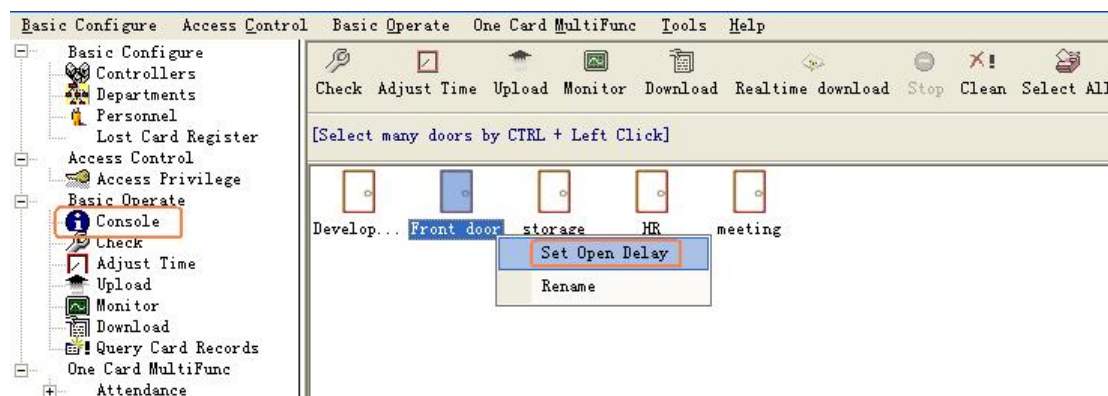 Basic Configure Access Control Basic Operate One Card MultiFunc Tools Help
Basic Configure
Controllers
Departments
Personnel
Lost Card Register
Access Control
Access Privilege
Basic Operate
Console
Check
Adjust Time
Upload
Monitor
Download
Query Card Records
One Card MultiFunc
Attendance
Check Adjust Time Upload Monitor Download Realtime download Stop Clean Select All
[Select many doors by CTRL + Left Click]
Develop... Front door storage HR meeting
Set Open Delay
Rename